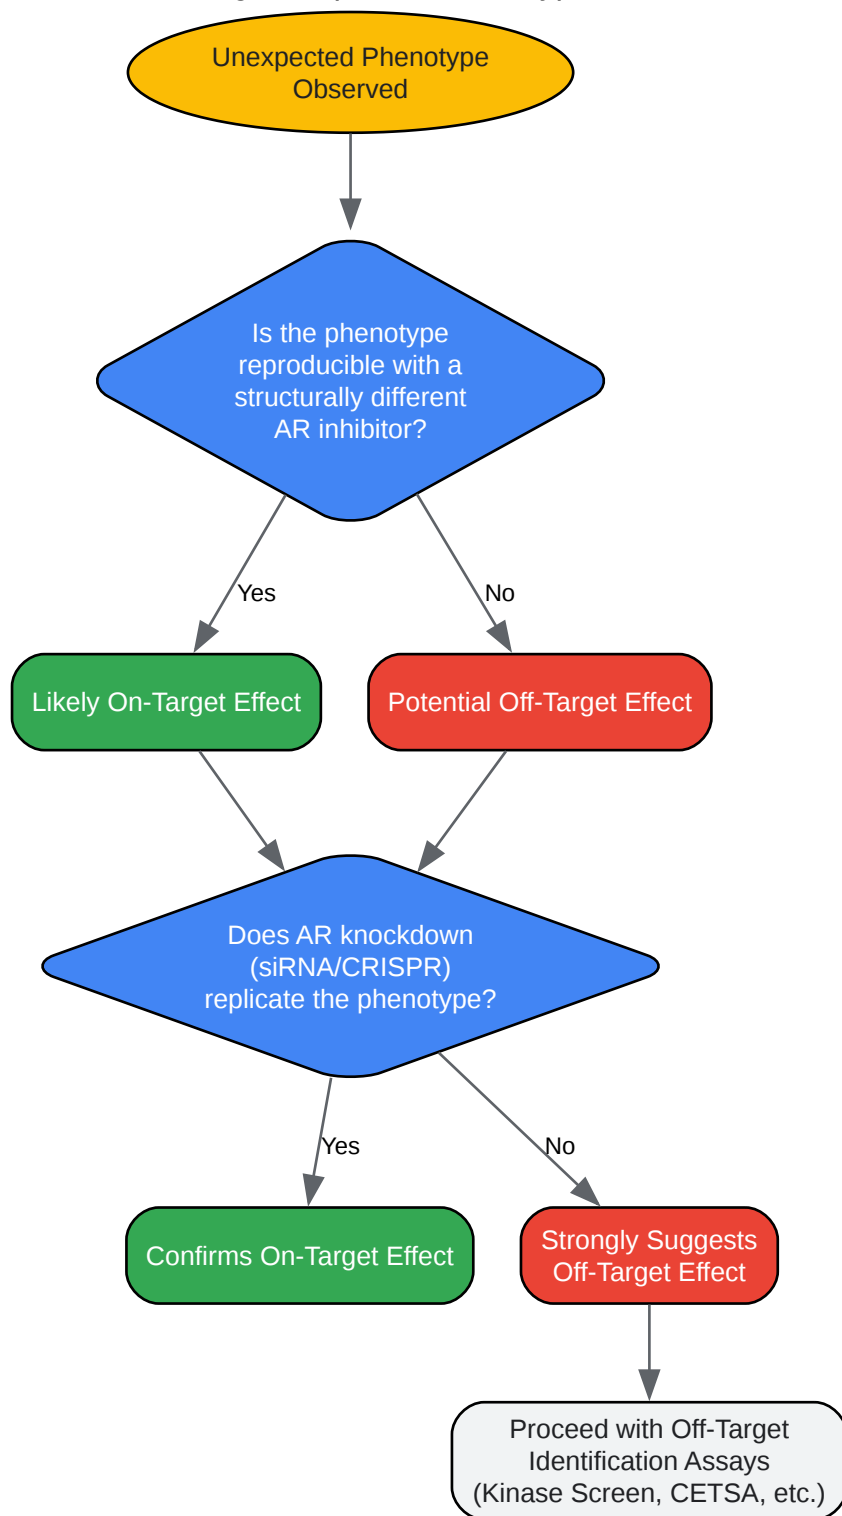 Unexpected Phenotype
Observed
Is the phenotype
reproducible with a
structurally different
AR inhibitor?
Yes
No
Likely On-Target Effect
Potential Off-Target Effect
Does AR knockdown
(siRNA/CRISPR)
replicate the phenotype?
Yes
No
Confirms On-Target Effect
Strongly Suggests
Off-Target Effect
Proceed with Off-Target
Identification Assays
(Kinase Screen, CETSA, etc.)